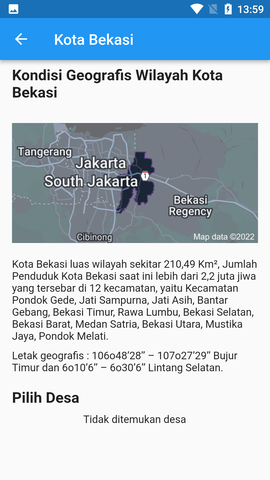 13:59
Kota Bekasi
Kondisi Geografis Wilayah Kota
Bekasi
Tangerang
Jakarta
South Jakarta
1
Bekasi
Regency
Cibinong
Map data ©2022
Kota Bekasi luas wilayah sekitar 210,49 Km², Jumlah
Penduduk Kota Bekasi saat ini lebih dari 2,2 juta jiwa
yang tersebar di 12 kecamatan, yaitu Kecamatan
Pondok Gede, Jati Sampurna, Jati Asih, Bantar
Gebang, Bekasi Timur, Rawa Lumbu, Bekasi Selatan,
Bekasi Barat, Medan Satria, Bekasi Utara, Mustika
Jaya, Pondok Melati.
Letak geografis : 106o48’28’’ – 107o27’29’’ Bujur
Timur dan 6o10’6’’ – 6o30’6’’ Lintang Selatan.
Pilih Desa
Tidak ditemukan desa